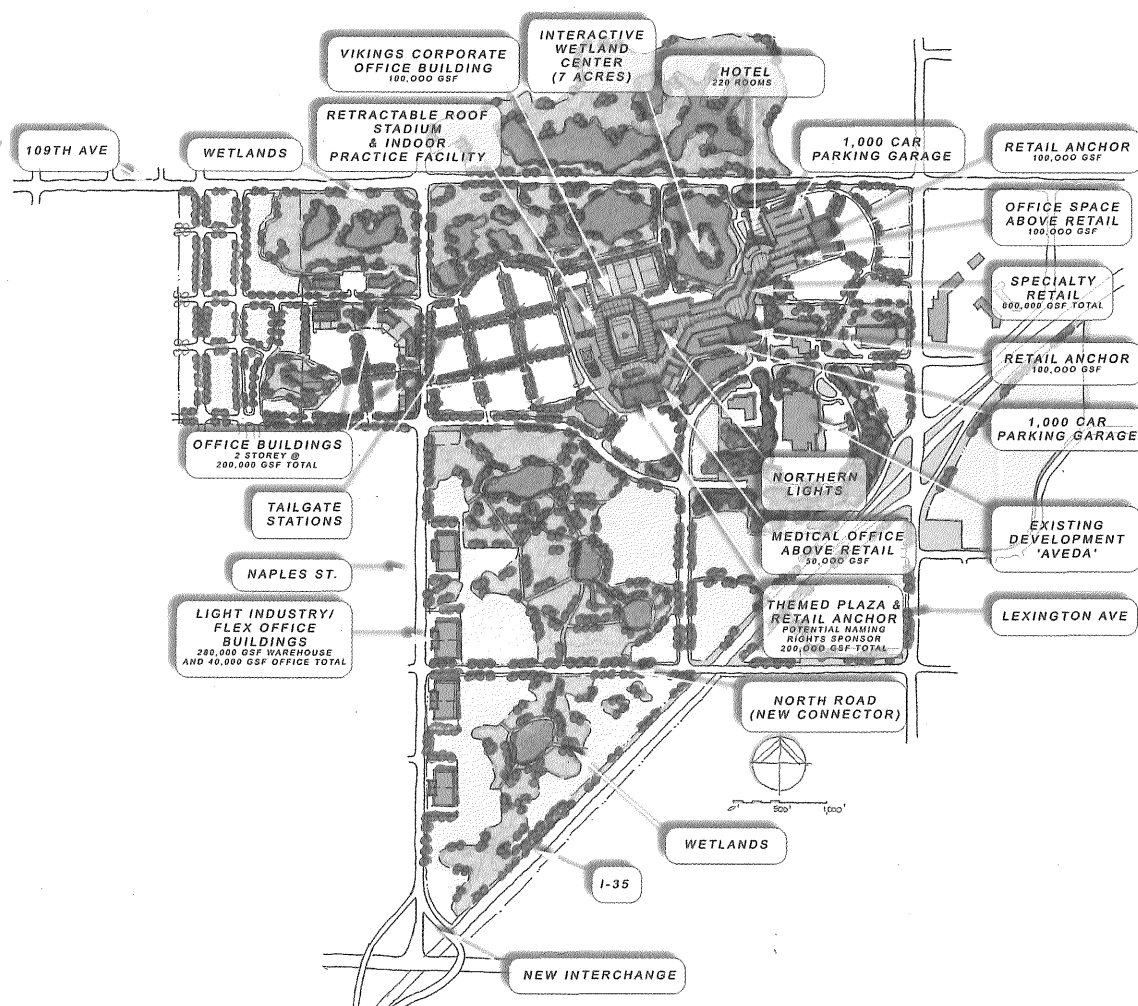 VIKINGS CORPORATE
OFFICE BUILDING
100,000 GSF
INTERACTIVE
WETLAND
CENTER
(7 ACRES)
HOTEL
220 ROOMS
109TH AVE
WETLANDS
RETRACTABLE ROOF
STADIUM
& INDOOR
PRACTICE FACILITY
1,000 CAR
PARKING GARAGE
RETAIL ANCHOR
100,000 GSF
OFFICE SPACE
ABOVE RETAIL
100,000 GSF
SPECIALTY
RETAIL
800,000 GSF TOTAL
RETAIL ANCHOR
100,000 GSF
1,000 CAR
PARKING GARAGE
OFFICE BUILDINGS
2 STOREY @
200,000 GSF TOTAL
TAILGATE
STATIONS
NORTHERN
LIGHTS
MEDICAL OFFICE
ABOVE RETAIL
50,000 GSF
EXISTING
DEVELOPMENT
'AVEDA'
NAPLES ST.
LIGHT INDUSTRY/
FLEX OFFICE
BUILDINGS
280,000 GSF WAREHOUSE
AND 40,000 GSF OFFICE TOTAL
THEMED PLAZA &
RETAIL ANCHOR
POTENTIAL NAMING
RIGHTS SPONSOR
200,000 GSF TOTAL
LEXINGTON AVE
NORTH ROAD
(NEW CONNECTOR)
0' 500' 1,000'
WETLANDS
I-35
NEW INTERCHANGE